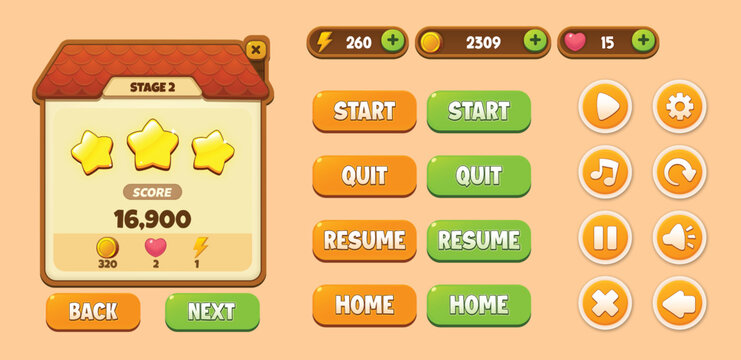 260 2309 15
STAGE 2
SCORE
16,900
320 2 1
BACK NEXT
START START
QUIT QUIT
RESUME RESUME
HOME HOME